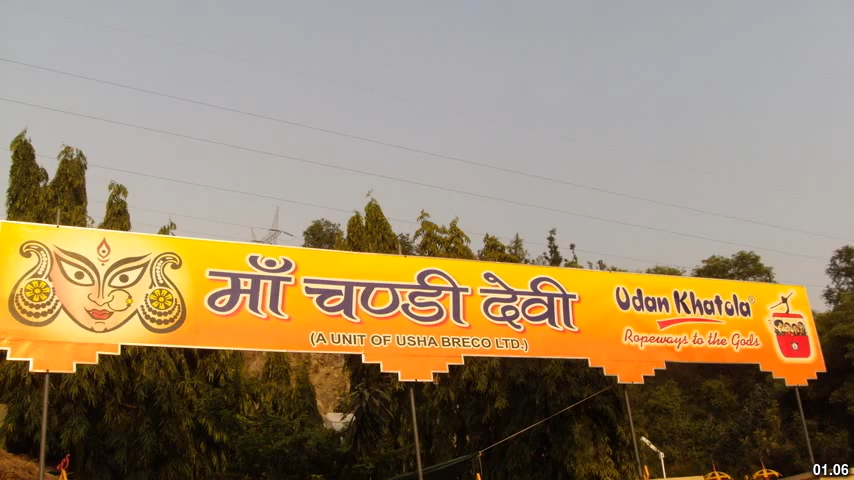 माँ चण्डी देवी
(A UNIT OF USHA BRECO LTD.)
Udan Khatola®
Ropeways to the Gods
01.06